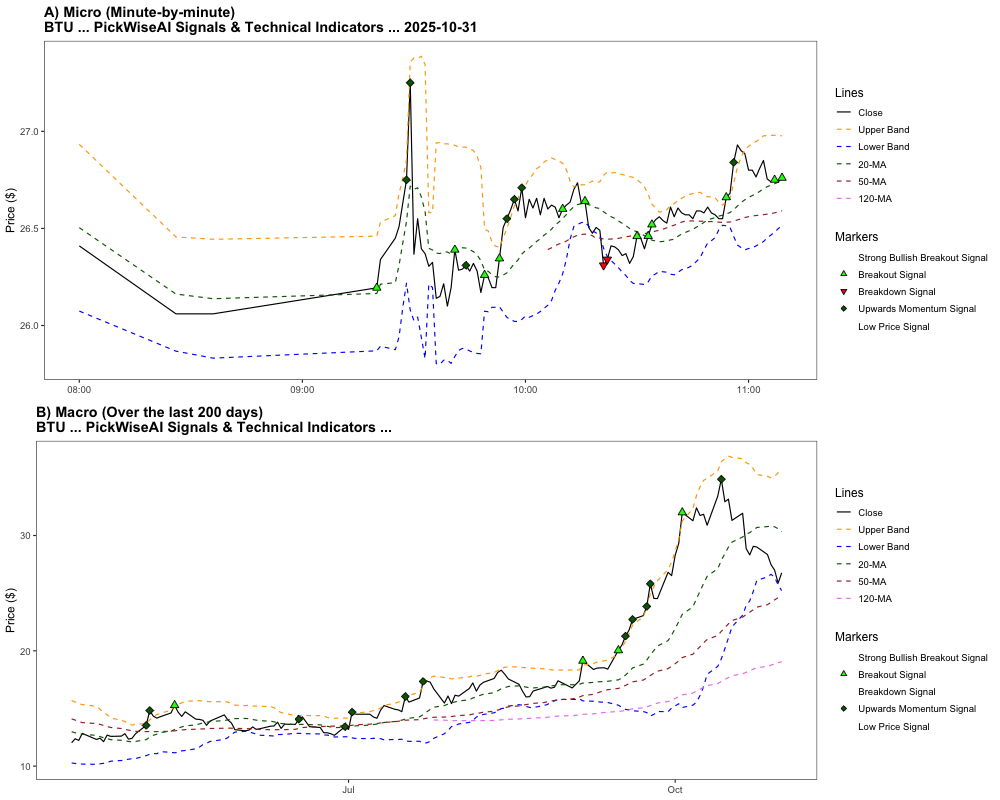 A) Micro (Minute-by-minute)
BTU ... PickWiseAI Signals & Technical Indicators ... 2025-10-31
Price ($)
27.0
26.5
26.0
08:00
09:00
10:00
11:00
Lines
Close
Upper Band
Lower Band
20-MA
50-MA
120-MA
Markers
Strong Bullish Breakout Signal
Breakout Signal
Breakdown Signal
Upwards Momentum Signal
Low Price Signal
B) Macro (Over the last 200 days)
BTU ... PickWiseAI Signals & Technical Indicators ...
Price ($)
30
20
10
Jul
Oct
Lines
Close
Upper Band
Lower Band
20-MA
50-MA
120-MA
Markers
Strong Bullish Breakout Signal
Breakout Signal
Breakdown Signal
Upwards Momentum Signal
Low Price Signal